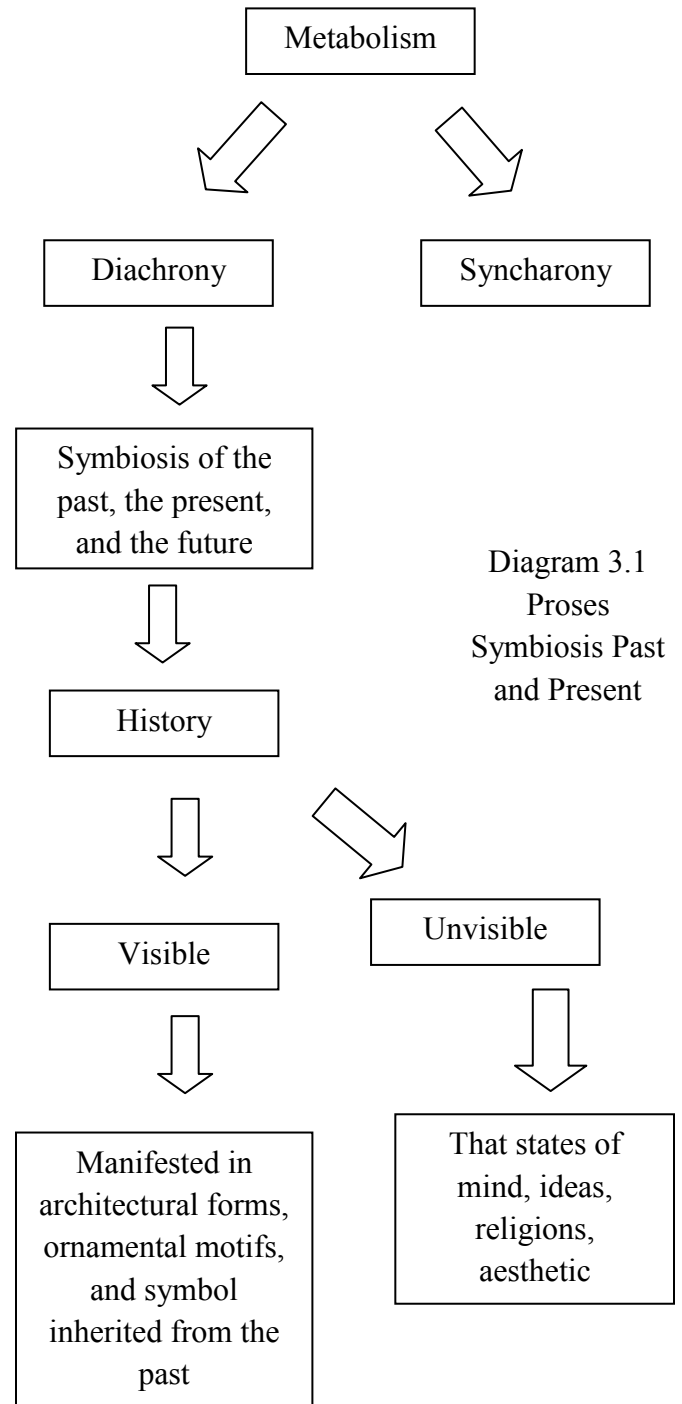 Metabolism
Diachrony
Syncharony
Symbiosis of the
past, the present,
and the future
Diagram 3.1
Proses
Symbiosis Past
and Present
History
Visible
Unvisible
Manifested in
architectural forms,
ornamental motifs,
and symbol
inherited from the
past
That states of
mind, ideas,
religions,
aesthetic